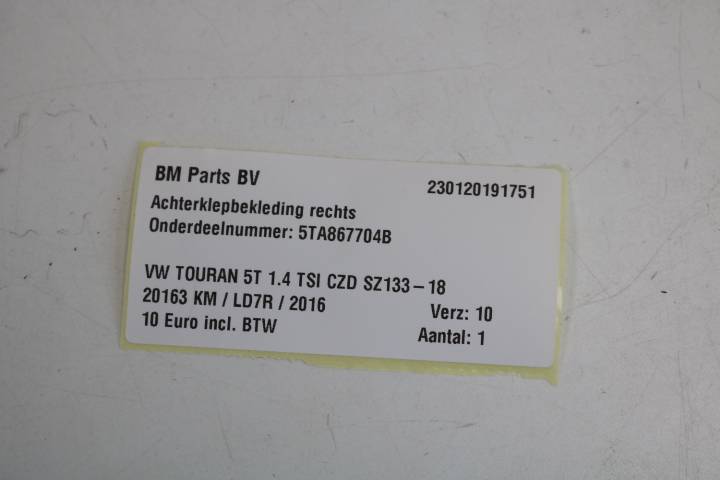 BM Parts BV 230120191751
Achterklepbekleding rechts
Onderdeelnummer: 5TA867704B
VW TOURAN 5T 1.4 TSI CZD SZ133-18
20163 KM / LD7R / 2016 Verz: 10
10 Euro incl. BTW Aantal: 1